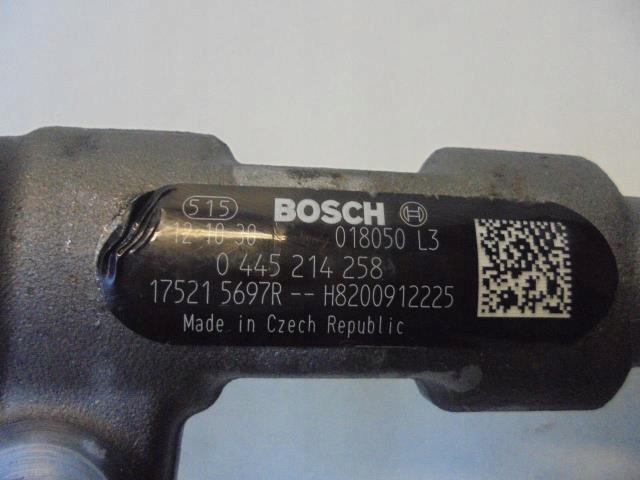 515 BOSCH
12 10 30 018050 L3
0 445 214 258
17521 5697R -- H8200912225
Made in Czech Republic